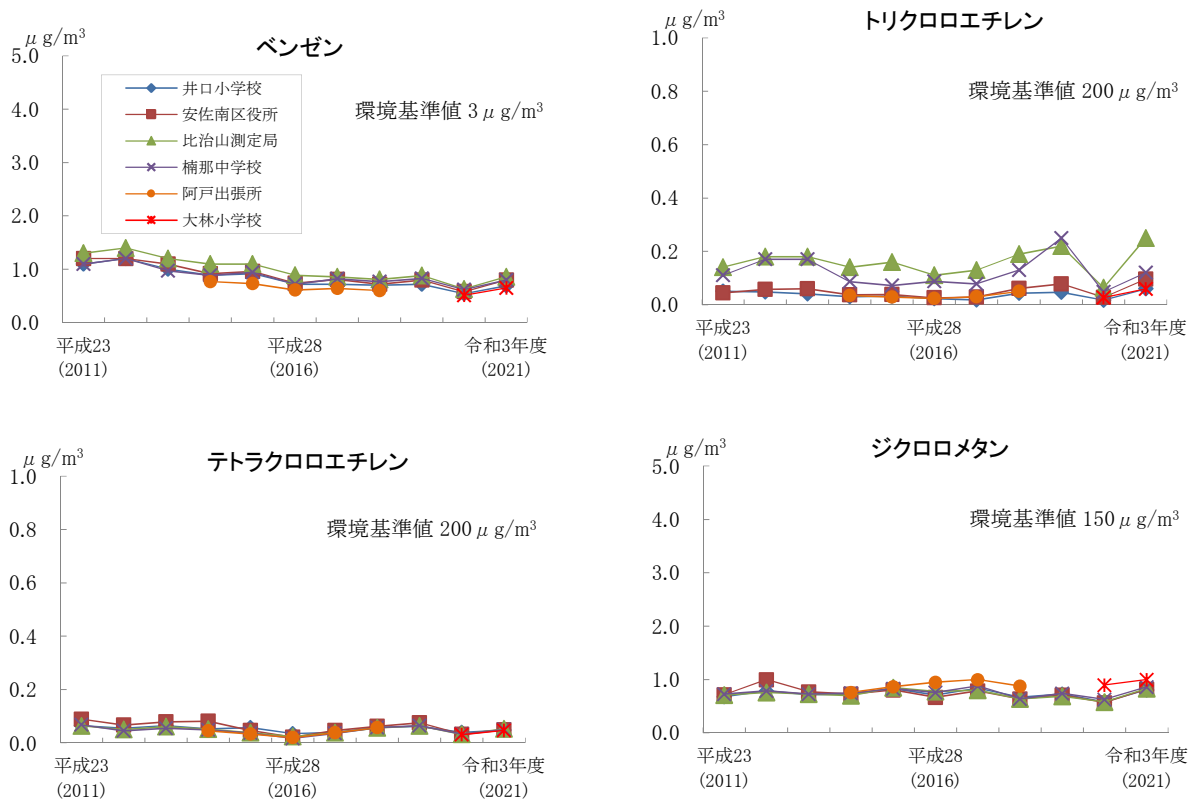 μg/m³
ベンゼン
5.0
4.0
3.0
2.0
1.0
0.0
井口小学校
安佐南区役所
比治山測定局
楠那中学校
阿戸出張所
大林小学校
環境基準値 3μg/m³
平成23
(2011)
平成28
(2016)
令和3年度
(2021)
μg/m³
トリクロロエチレン
1.0
0.8
0.6
0.4
0.2
0.0
環境基準値 200μg/m³
平成23
(2011)
平成28
(2016)
令和3年度
(2021)
μg/m³
テトラクロロエチレン
1.0
0.8
0.6
0.4
0.2
0.0
環境基準値 200μg/m³
平成23
(2011)
平成28
(2016)
令和3年度
(2021)
μg/m³
ジクロロメタン
5.0
4.0
3.0
2.0
1.0
0.0
環境基準値 150μg/m³
平成23
(2011)
平成28
(2016)
令和3年度
(2021)